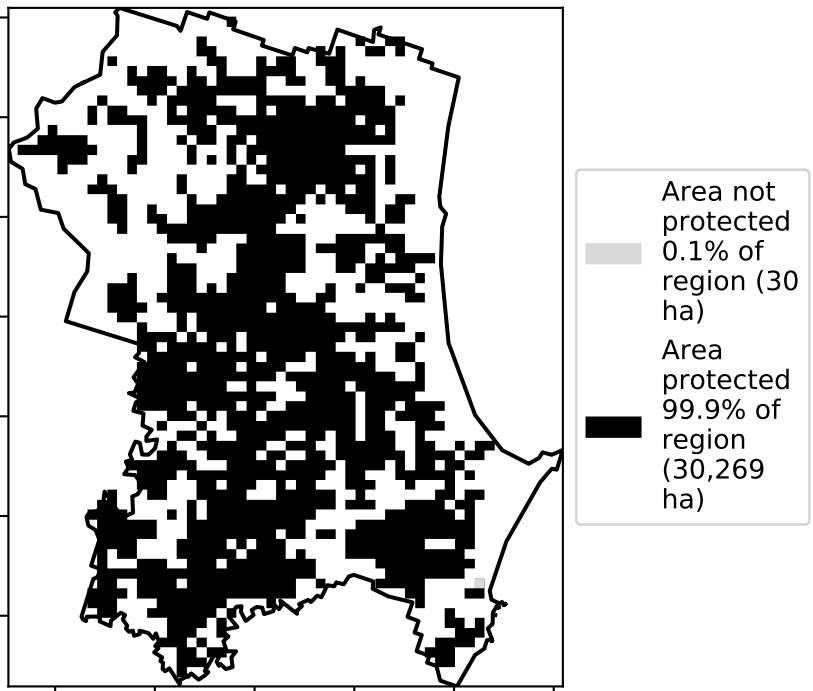 Area not
protected
0.1% of
region (30
ha)
Area
protected
99.9% of
region
(30,269
ha)